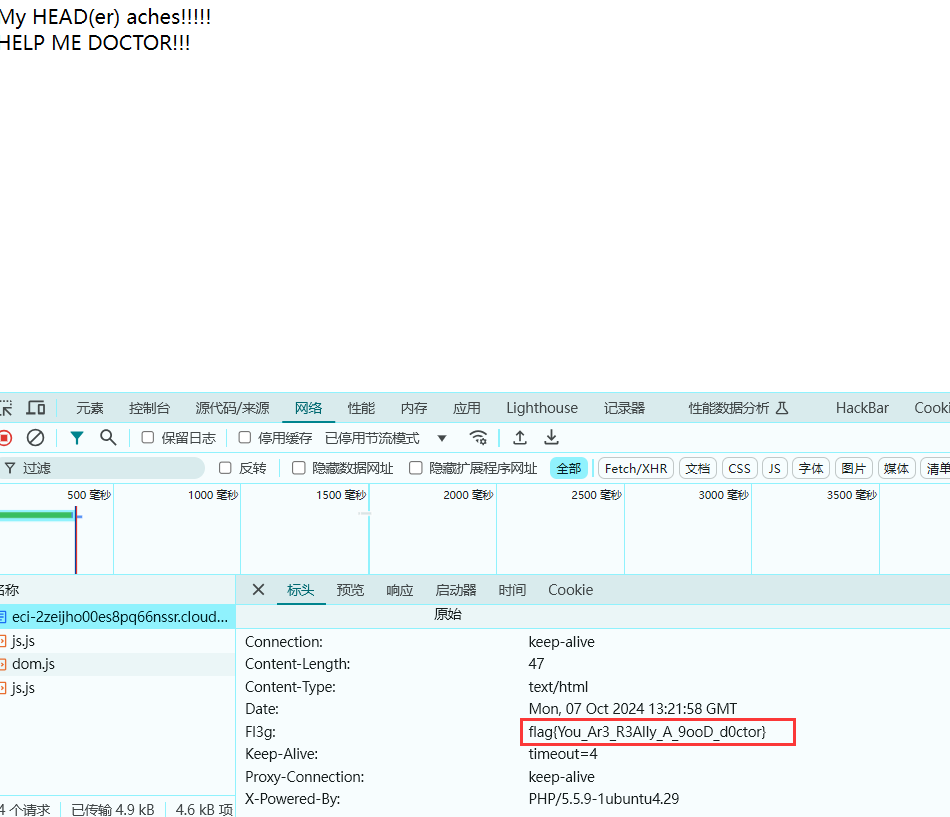 My HEAD(er) aches!!!!!
HELP ME DOCTOR!!!
元素 控制台 源代码/来源 网络 性能 内存 应用 Lighthouse 记录器 性能数据分析 HackBar Cooki
保留日志 停用缓存 已停用节流模式
过滤 反转 隐藏数据网址 隐藏扩展程序网址 全部 Fetch/XHR 文档 CSS JS 字体 图片 媒体 清单
500 毫秒 1000 毫秒 1500 毫秒 2000 毫秒 2500 毫秒 3000 毫秒 3500 毫秒
名称 标头 预览 响应 启动器 时间 Cookie
eci-2zeijho00es8pq66nssr.cloud... 原始
js.js
dom.js
js.js
Connection: keep-alive
Content-Length: 47
Content-Type: text/html
Date: Mon, 07 Oct 2024 13:21:58 GMT
Fl3g: flag{You_Ar3_R3Ally_A_9ooD_d0ctor}
Keep-Alive: timeout=4
Proxy-Connection: keep-alive
X-Powered-By: PHP/5.5.9-1ubuntu4.29
4 个请求 已传输 4.9 kB 4.6 kB 项